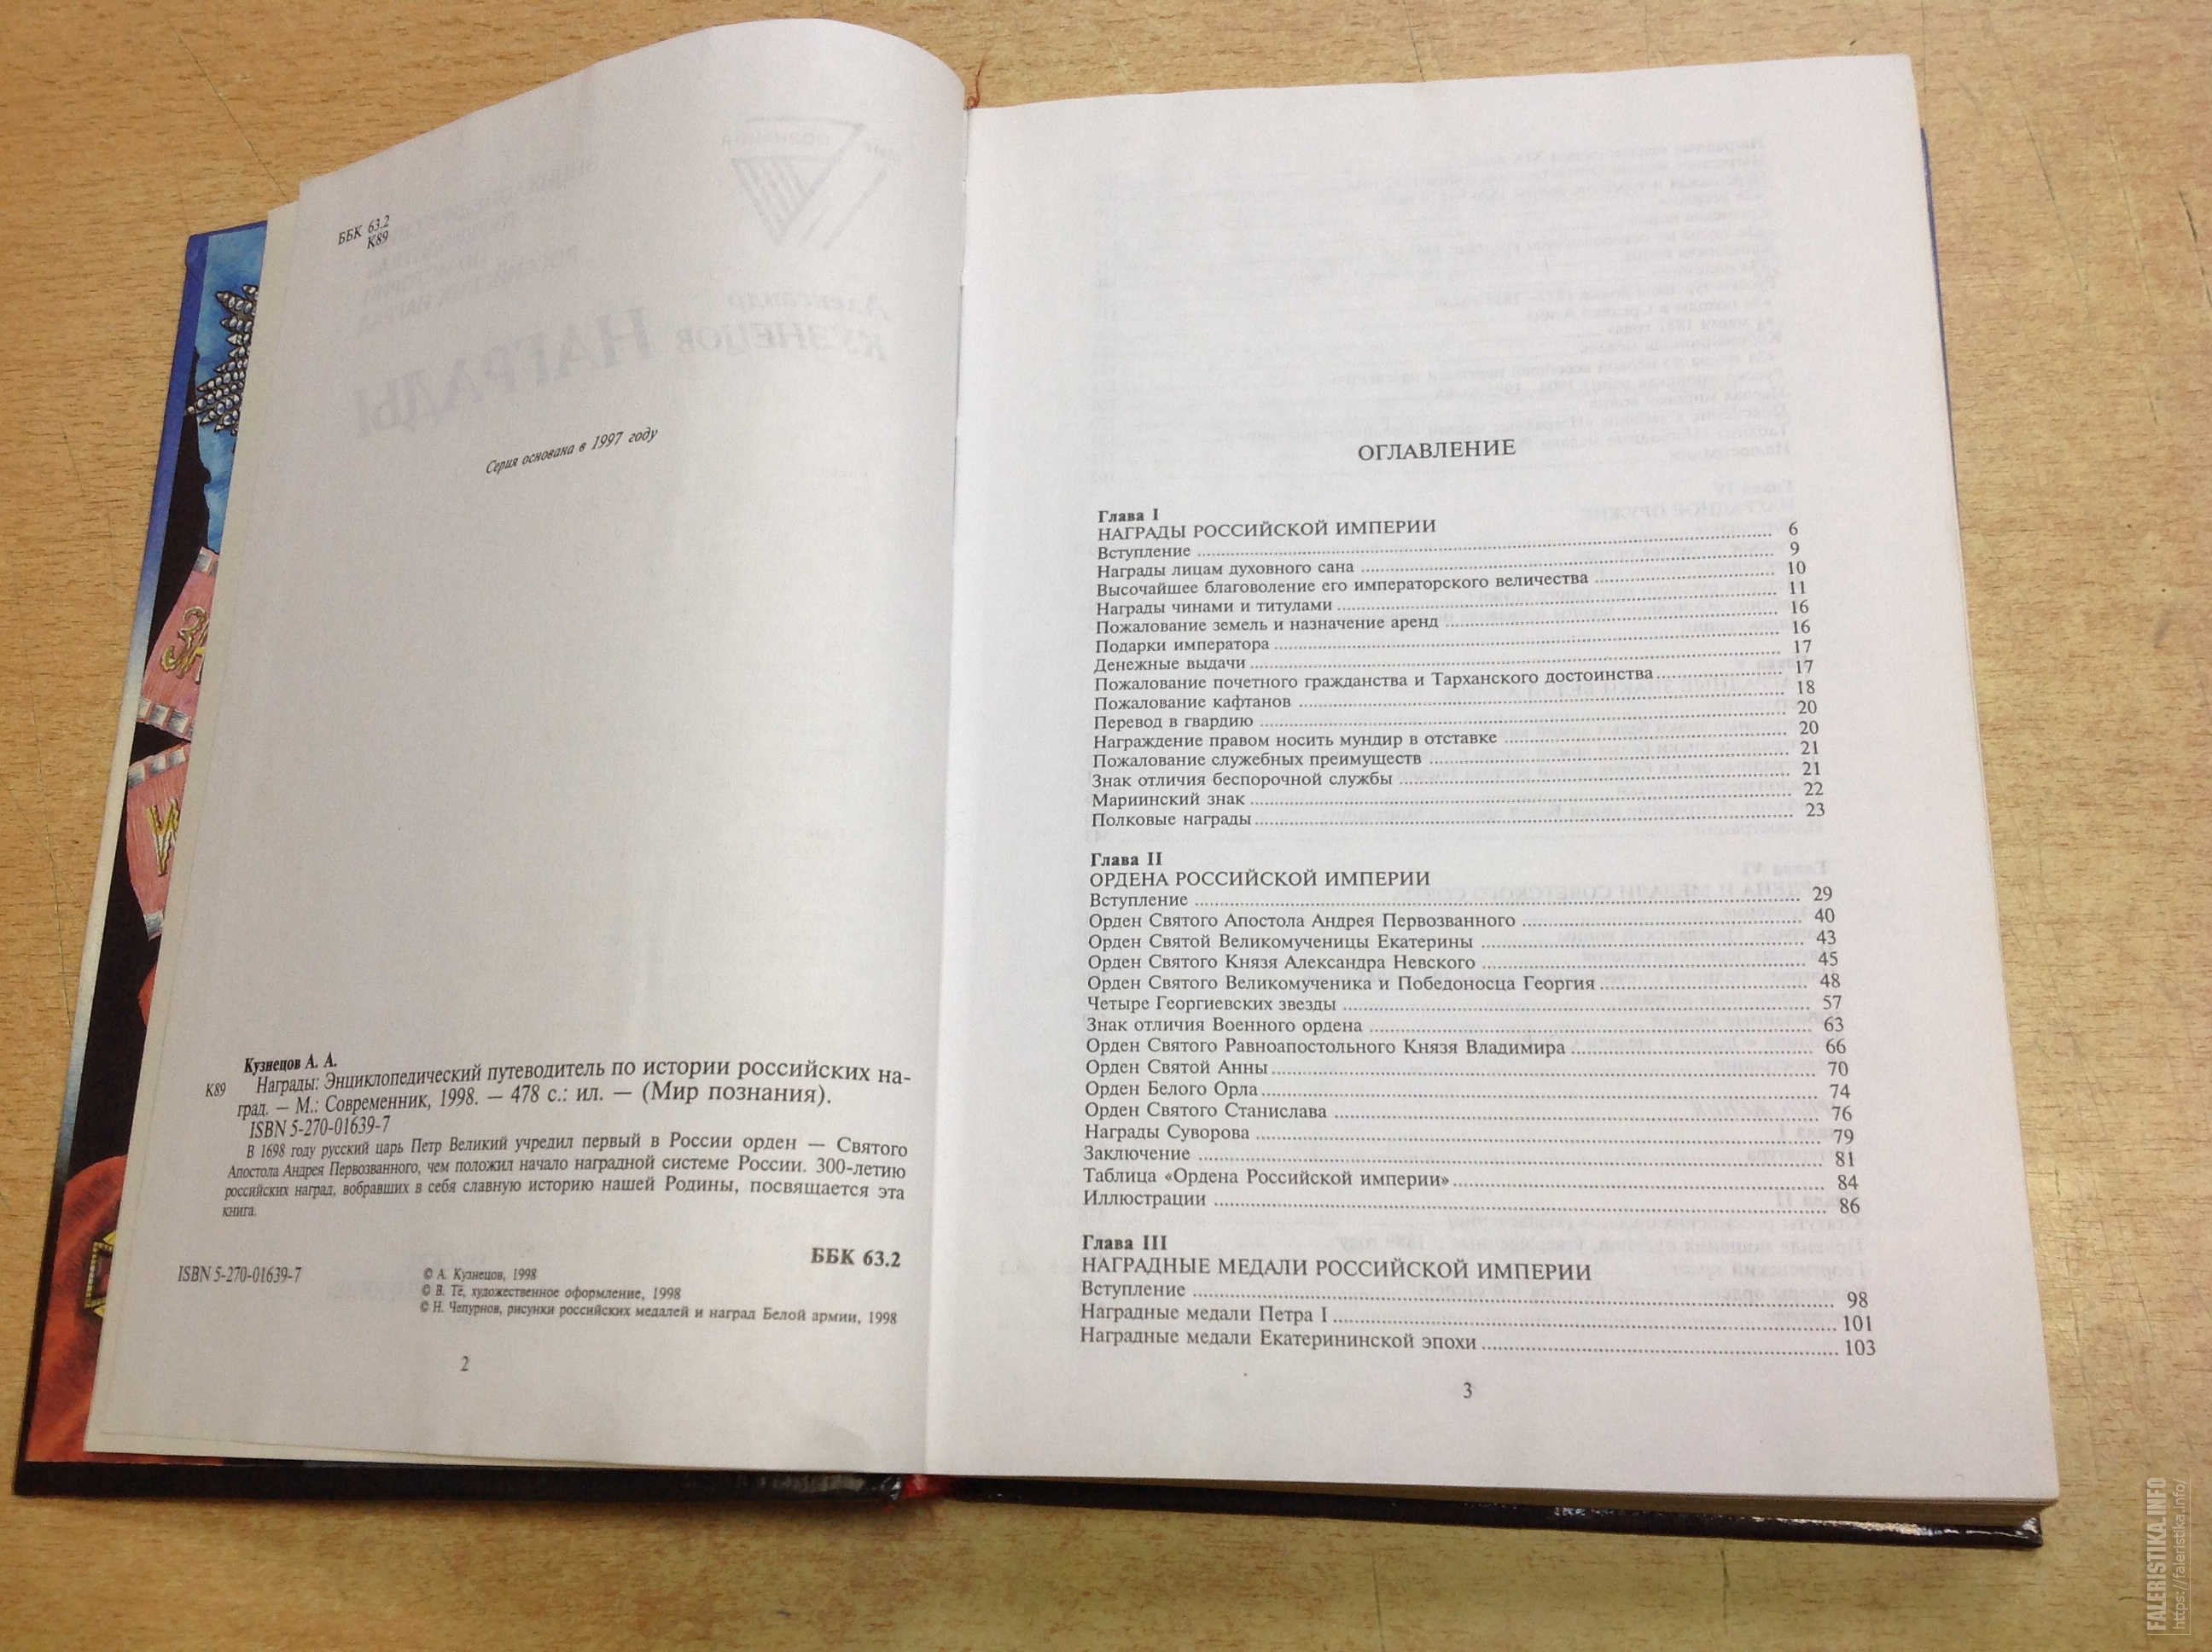 ББК 63.2
К89
Серия основана в 1997 году
Кузнецов А. А.
К89 Награды: Энциклопедический путеводитель по истории российских на-
град. — М.: Современник, 1998. — 478 с.: ил. — (Мир познания).
ISBN 5-270-01639-7
В 1698 году русский царь Петр Великий учредил первый в России орден — Святого
Апостола Андрея Первозванного, чем положил начало наградной системе России. 300-летию
российских наград, вобравших в себя славную историю нашей Родины, посвящается эта
книга.
ББК 63.2
ISBN 5-270-01639-7
© А. Кузнецов, 1998
© В. Тё, художественное оформление, 1998
© Н. Чепурнов, рисунки российских медалей и наград Белой армии, 1998
2
ОГЛАВЛЕНИЕ
Глава I
НАГРАДЫ РОССИЙСКОЙ ИМПЕРИИ
Вступление 6
Награды лицам духовного сана 9
Высочайшее благоволение его императорского величества 10
Награды чинами и титулами 11
Пожалование земель и назначение аренд 16
Подарки императора 16
Денежные выдачи 17
Пожалование почетного гражданства и Тарханского достоинства 17
Пожалование кафтанов 18
Перевод в гвардию 20
Награждение правом носить мундир в отставке 20
Пожалование служебных преимуществ 21
Знак отличия беспорочной службы 21
Мариинский знак 22
Полковые награды 23
Глава II
ОРДЕНА РОССИЙСКОЙ ИМПЕРИИ
Вступление 29
Орден Святого Апостола Андрея Первозванного 40
Орден Святой Великомученицы Екатерины 43
Орден Святого Князя Александра Невского 45
Орден Святого Великомученика и Победоносца Георгия 48
Четыре Георгиевских звезды 57
Знак отличия Военного ордена 63
Орден Святого Равноапостольного Князя Владимира 66
Орден Святой Анны 70
Орден Белого Орла 74
Орден Святого Станислава 76
Награды Суворова 79
Заключение 81
Таблица «Ордена Российской империи» 84
Иллюстрации 86
Глава III
НАГРАДНЫЕ МЕДАЛИ РОССИЙСКОЙ ИМПЕРИИ
Вступление 98
Наградные медали Петра I 101
Наградные медали Екатерининской эпохи 103
3
FALERISTIKA.INFO
https://faleristika.info/